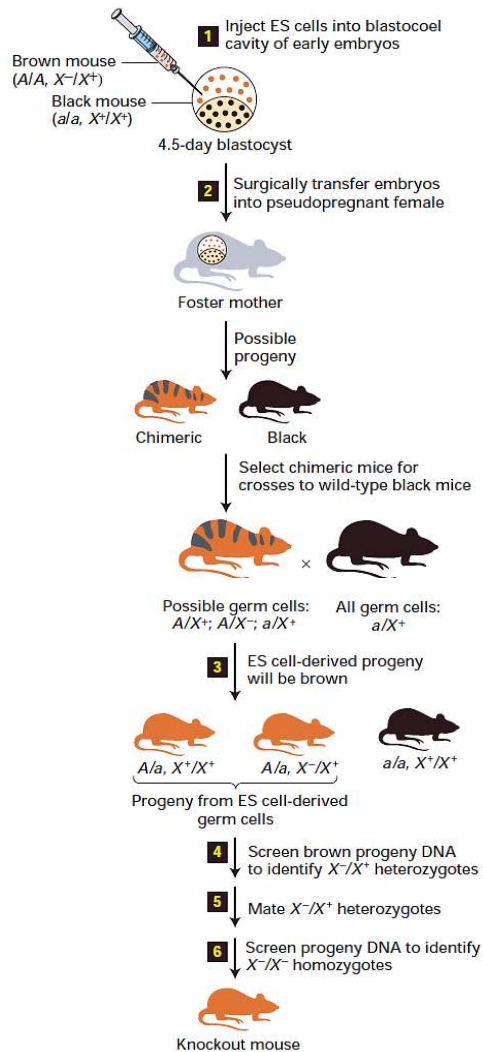 1 Inject ES cells into blastocoel
cavity of early embryos
Brown mouse
(A/A, X⁻/X⁺)
Black mouse
(a/a, X⁺/X⁺)
4.5-day blastocyst
2 Surgically transfer embryos
into pseudopregnant female
Foster mother
Possible
progeny
Chimeric Black
Select chimeric mice for
crosses to wild-type black mice
×
Possible germ cells: All germ cells:
A/X⁺; A/X⁻; a/X⁺ a/X⁺
3 ES cell-derived progeny
will be brown
A/a, X⁺/X⁺ A/a, X⁻/X⁺ a/a, X⁺/X⁺
Progeny from ES cell-derived
germ cells
4 Screen brown progeny DNA
to identify X⁻/X⁺ heterozygotes
5 Mate X⁻/X⁺ heterozygotes
6 Screen progeny DNA to identify
X⁻/X⁻ homozygotes
Knockout mouse